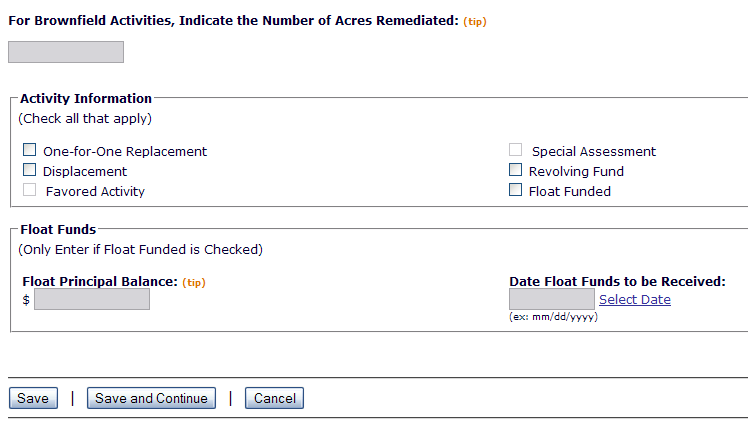 For Brownfield Activities, Indicate the Number of Acres Remediated: (tip)
Activity Information
(Check all that apply)
One-for-One Replacement
Special Assessment
Displacement
Revolving Fund
Favored Activity
Float Funded
Float Funds
(Only Enter if Float Funded is Checked)
Float Principal Balance: (tip)
Date Float Funds to be Received:
$
Select Date
(ex: mm/dd/yyyy)
Save | Save and Continue | Cancel